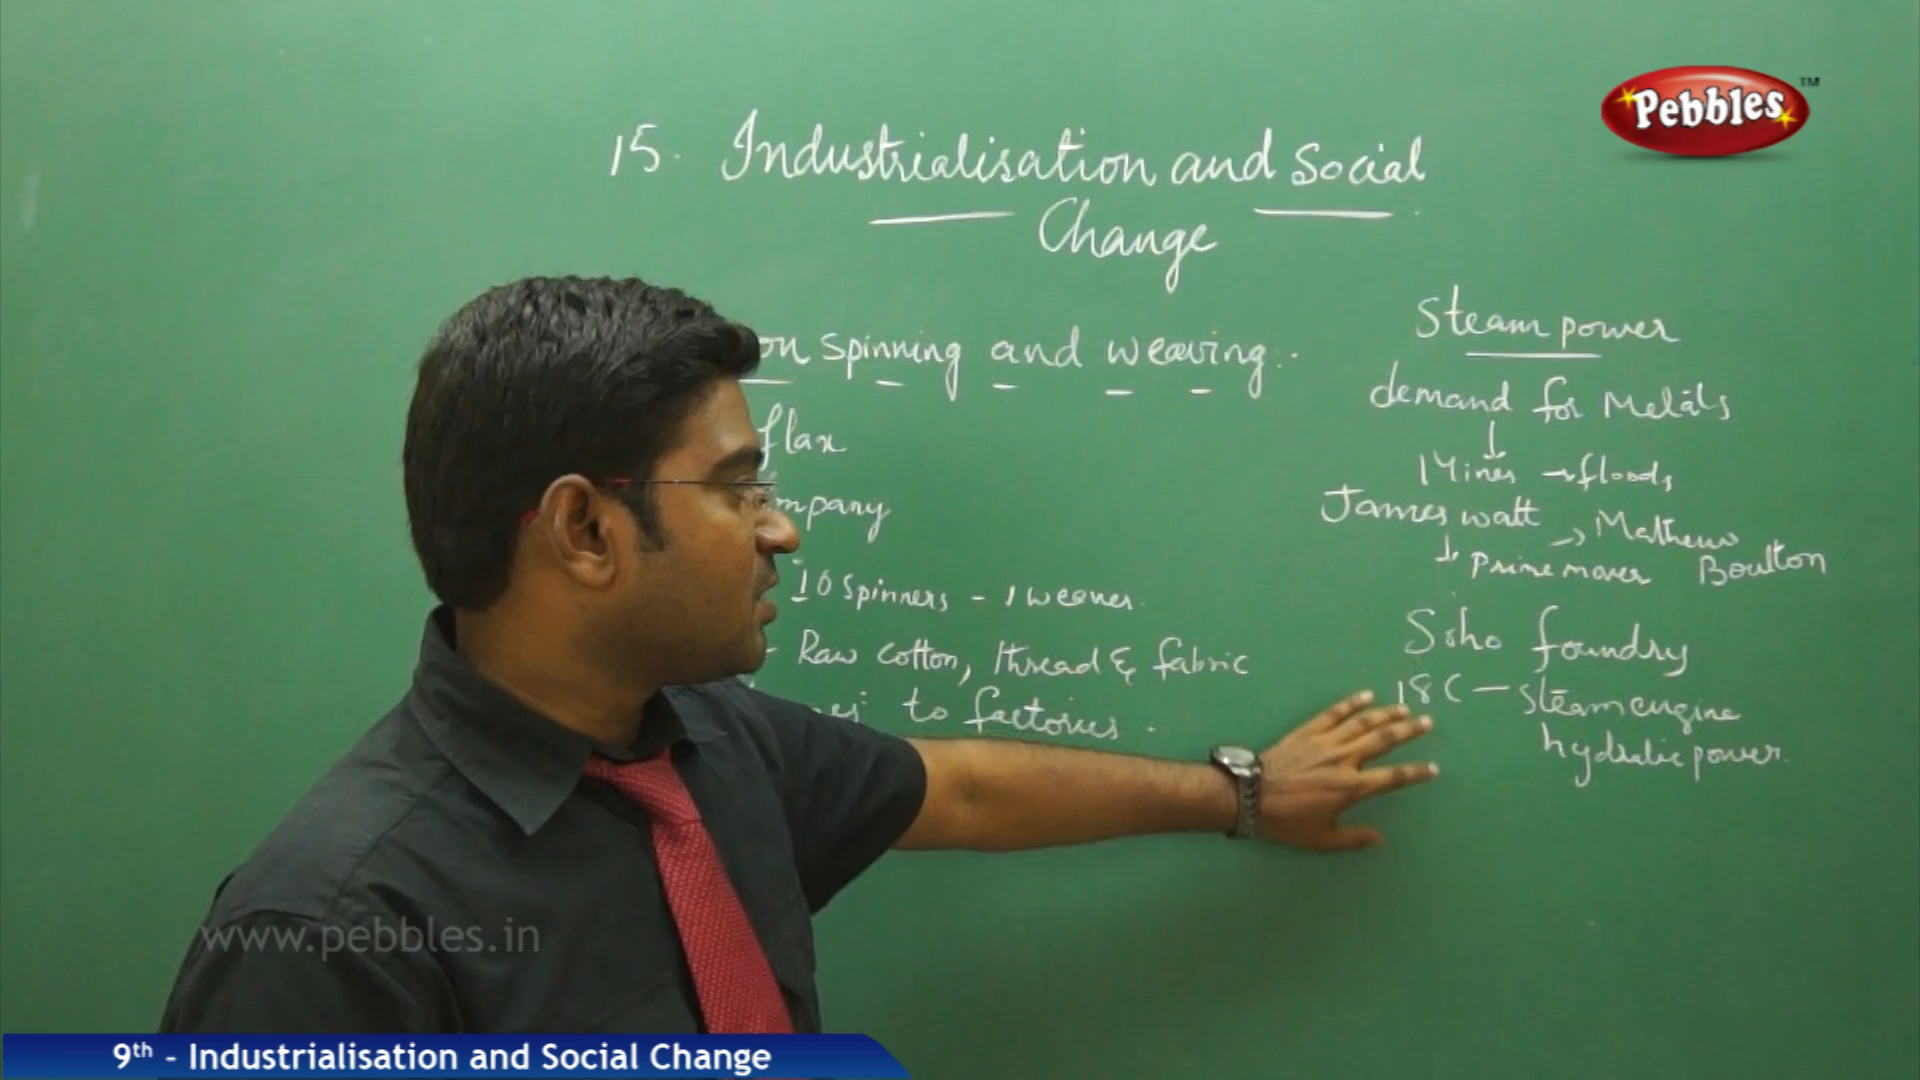 Pebbles™
15. Industrialisation and Social
Change
on spinning and weaving.
flax
mpany
10 spinners - 1 weaver.
- Raw cotton, thread & fabric
to factories.
Steam power
demand for Metals
↓
Mines → floods
James watt → Mathew
↓ prime mover Boulton
Soho foundry
18C - steam engine
hydralic power.
www.pebbles.in
9th - Industrialisation and Social Change